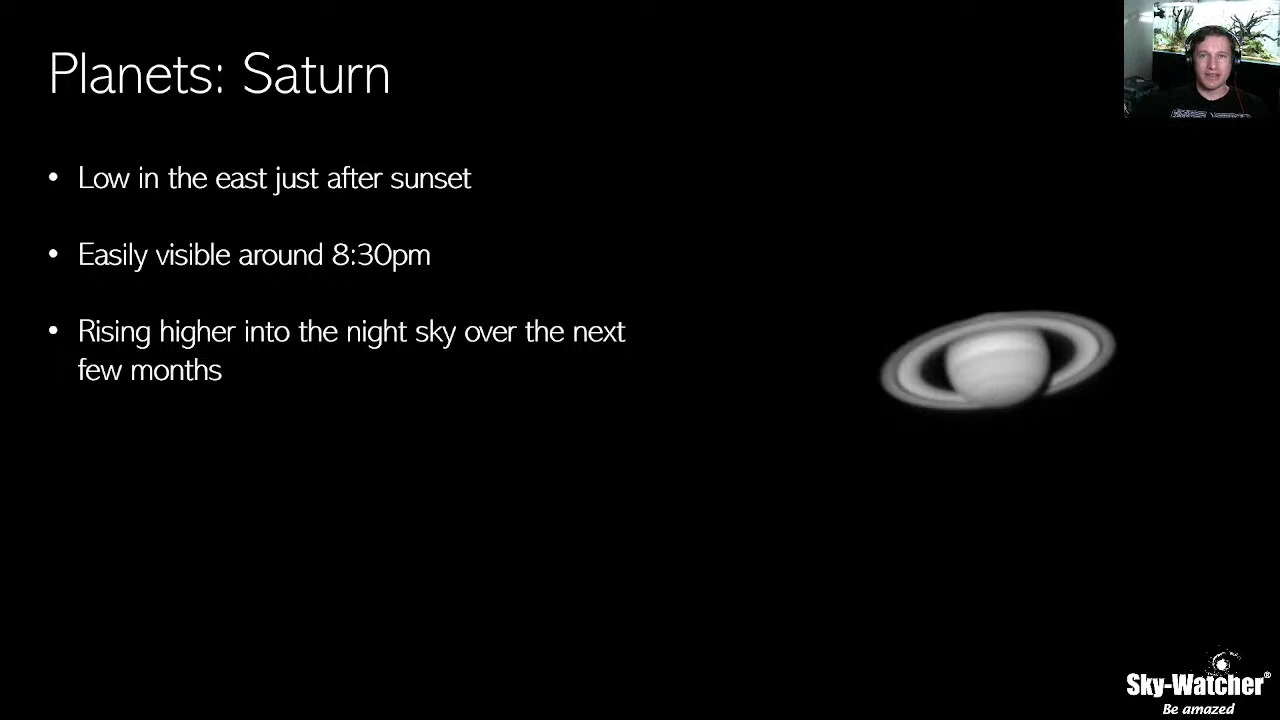 Planets: Saturn
• Low in the east just after sunset
• Easily visible around 8:30pm
• Rising higher into the night sky over the next
few months
Sky-Watcher®
Be amazed